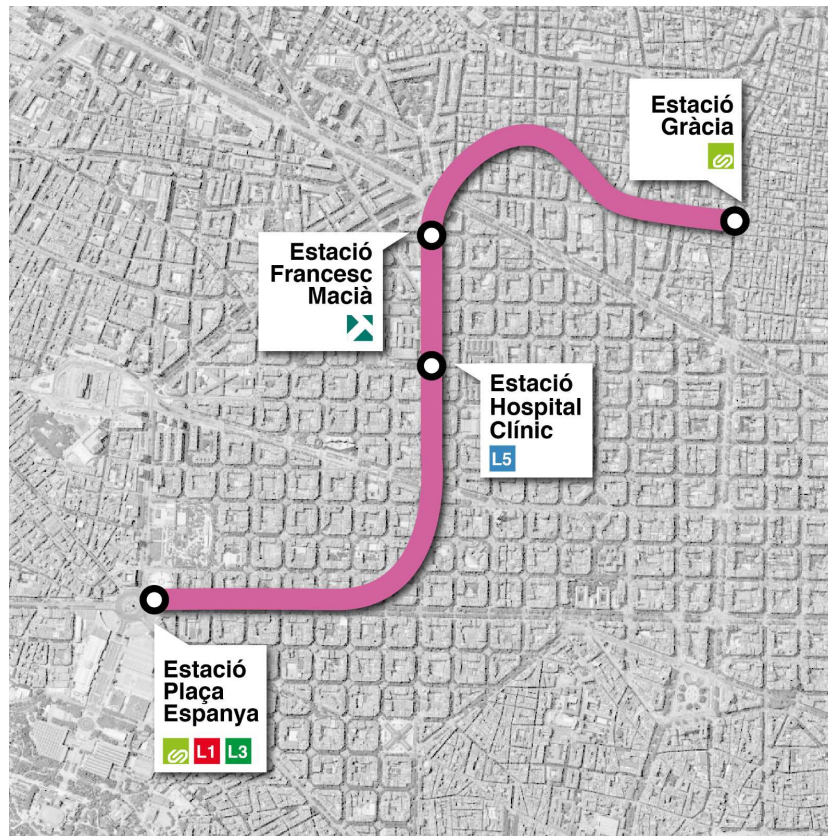 Estació
Gràcia
Estació
Francesc
Macià
Estació
Hospital
Clínic
L5
Estació
Plaça
Espanya
L1 L3